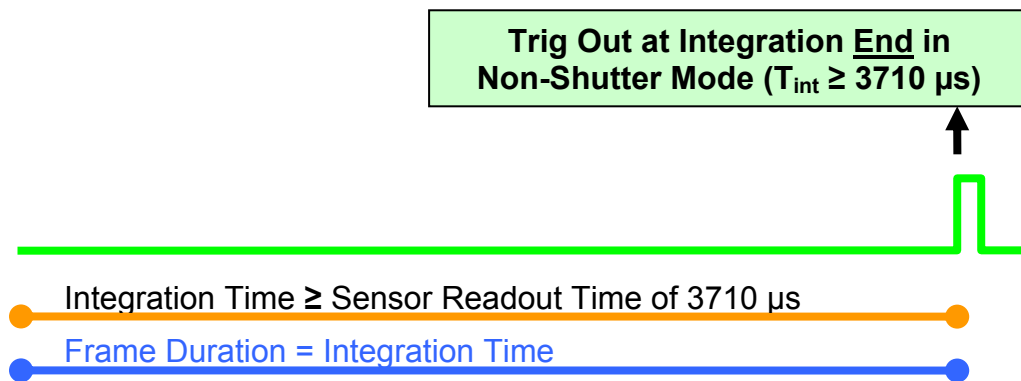 Trig Out at Integration End in
Non-Shutter Mode (Tint ≥ 3710 µs)
Integration Time ≥ Sensor Readout Time of 3710 µs
Frame Duration = Integration Time